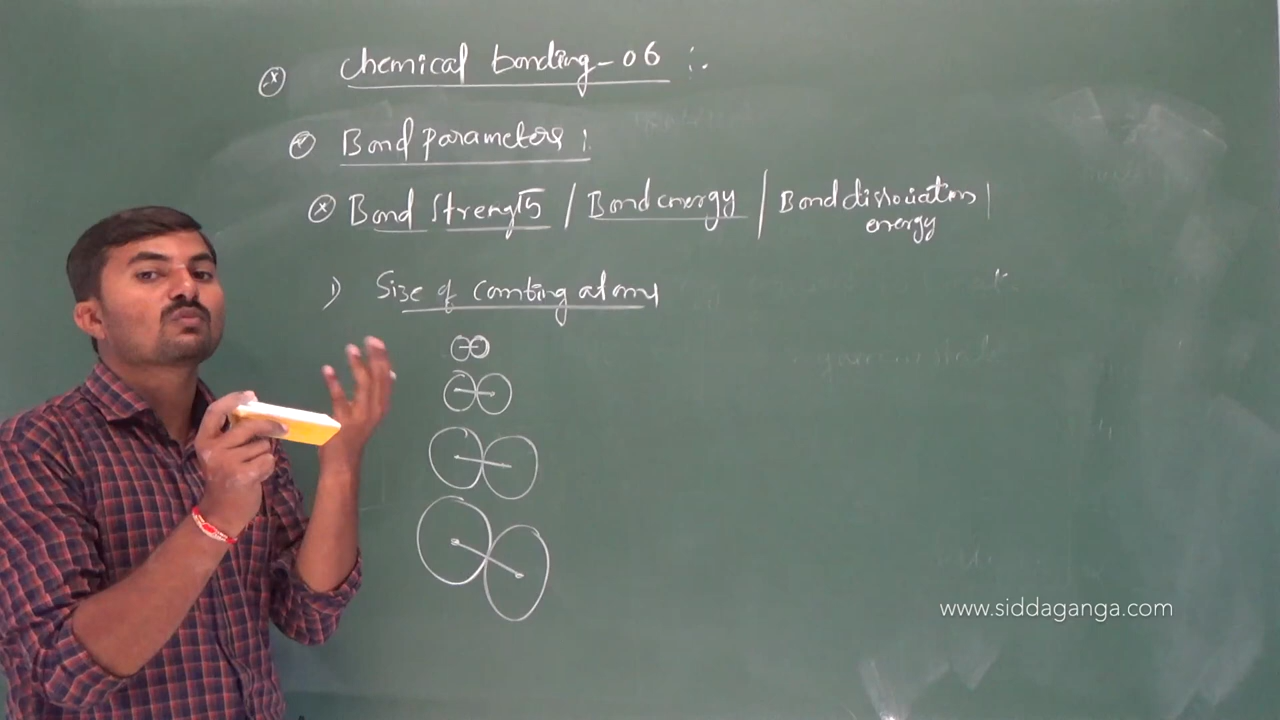 Chemical bonding - 06 :.
Bond parameters :
Bond Strength / Bond energy / Bond dissociation |
energy
1) Size of combing atoms
www.siddaganga.com